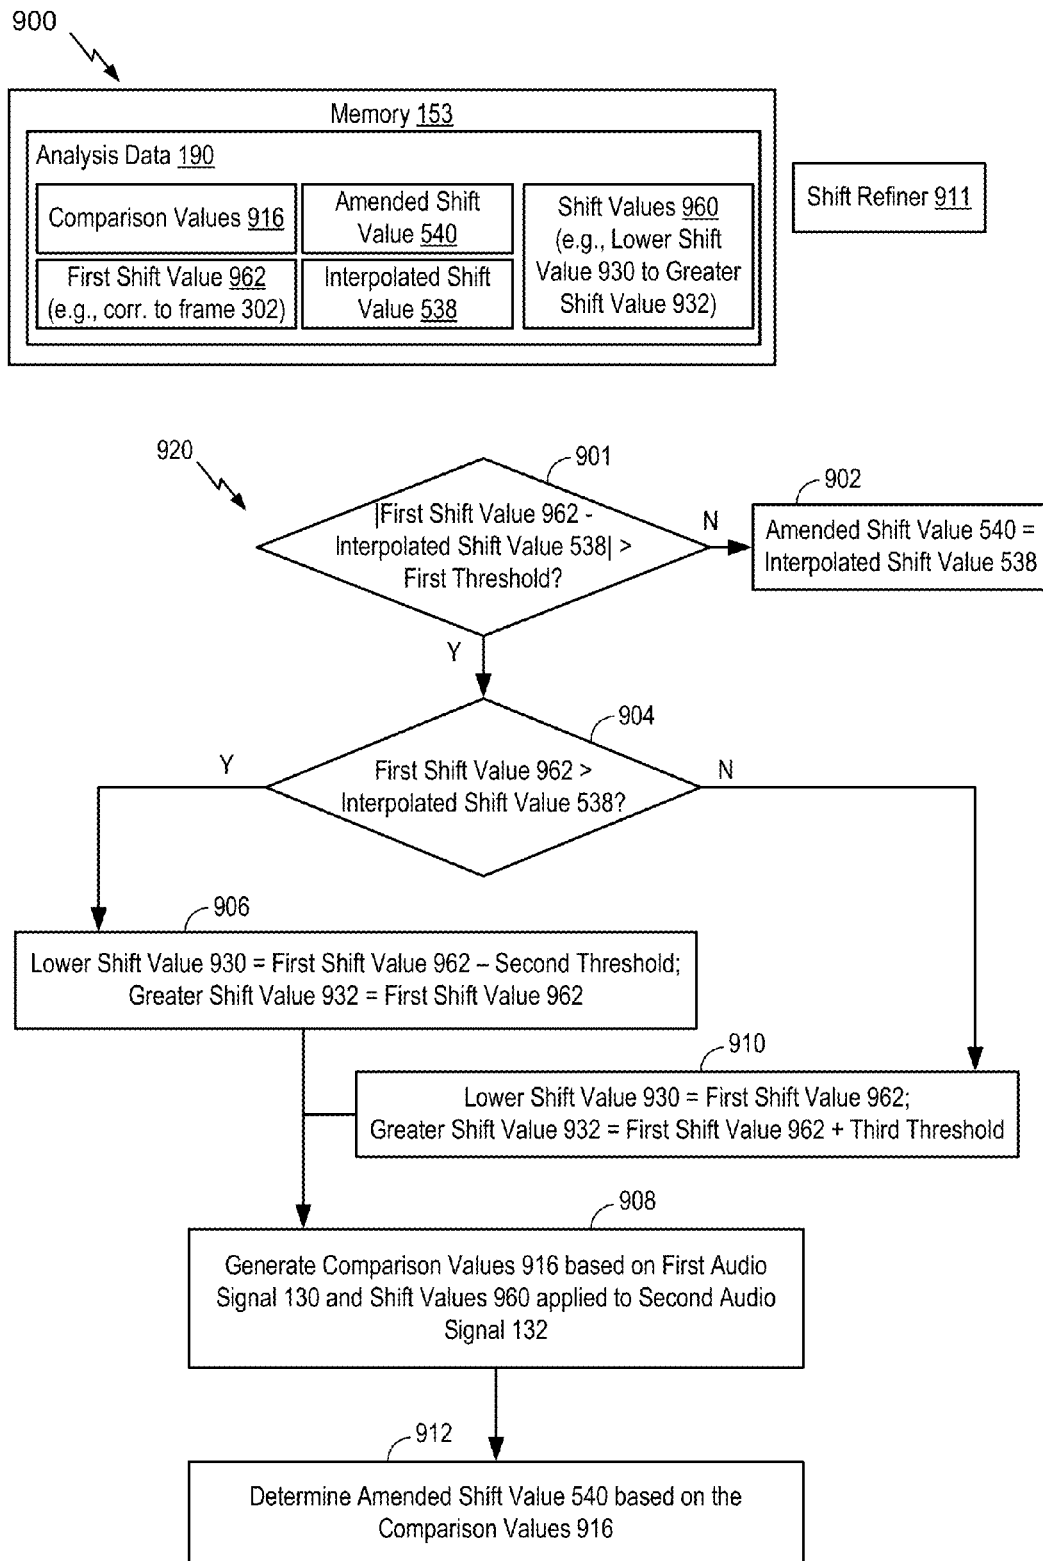 900
Memory 153
Analysis Data 190
Comparison Values 916
Amended Shift
Value 540
Shift Values 960
(e.g., Lower Shift
Value 930 to Greater
Shift Value 932)
First Shift Value 962
(e.g., corr. to frame 302)
Interpolated Shift
Value 538
Shift Refiner 911
920
901
|First Shift Value 962 -
Interpolated Shift Value 538| >
First Threshold?
N
902
Amended Shift Value 540 =
Interpolated Shift Value 538
Y
904
First Shift Value 962 >
Interpolated Shift Value 538?
Y
N
906
Lower Shift Value 930 = First Shift Value 962 – Second Threshold;
Greater Shift Value 932 = First Shift Value 962
910
Lower Shift Value 930 = First Shift Value 962;
Greater Shift Value 932 = First Shift Value 962 + Third Threshold
908
Generate Comparison Values 916 based on First Audio
Signal 130 and Shift Values 960 applied to Second Audio
Signal 132
912
Determine Amended Shift Value 540 based on the
Comparison Values 916